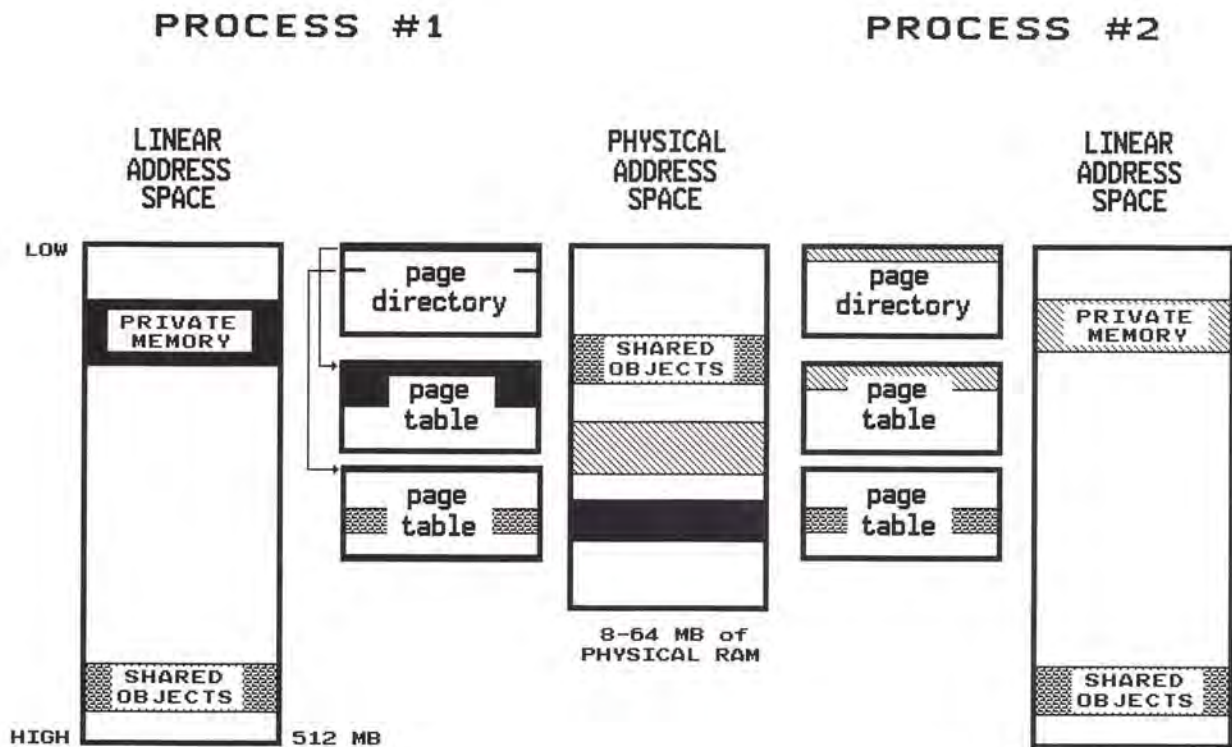 PROCESS #1
PROCESS #2
LINEAR
ADDRESS
SPACE
PHYSICAL
ADDRESS
SPACE
LINEAR
ADDRESS
SPACE
LOW
PRIVATE
MEMORY
SHARED
OBJECTS
HIGH
512 MB
page
directory
page
table
page
table
SHARED
OBJECTS
8-64 MB of
PHYSICAL RAM
page
directory
page
table
page
table
PRIVATE
MEMORY
SHARED
OBJECTS